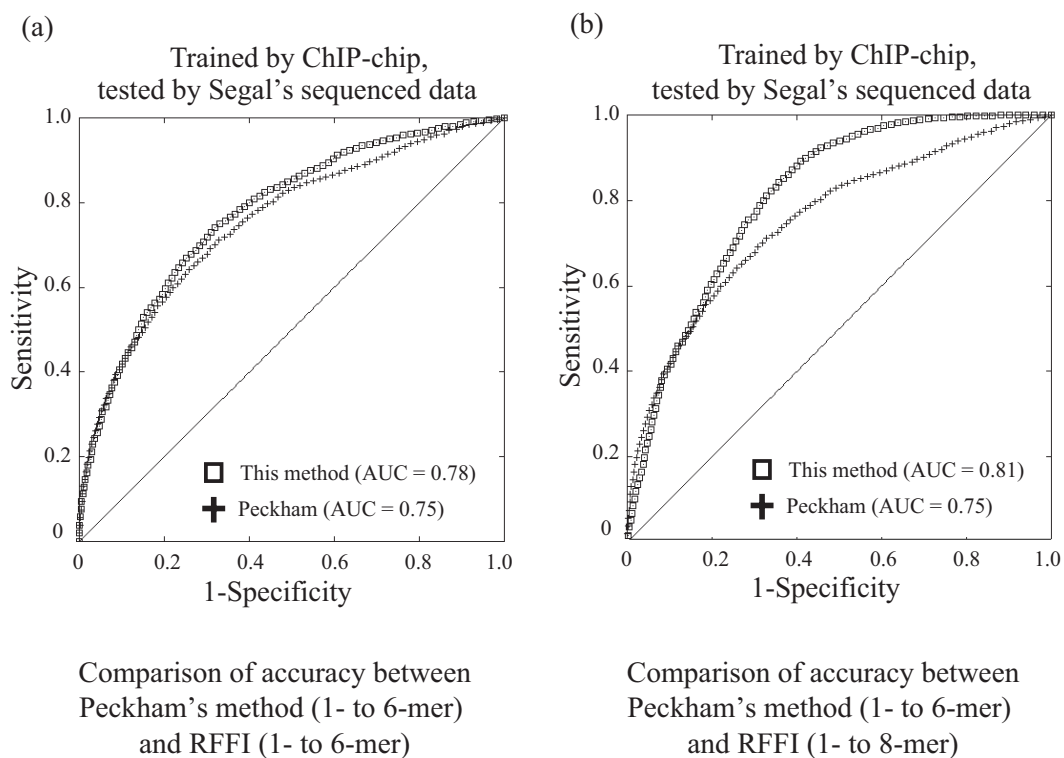 (a)
Trained by ChIP-chip,
tested by Segal's sequenced data
1.0
0.8
0.6
0.4
0.2
0
Sensitivity
This method (AUC = 0.78)
Peckham (AUC = 0.75)
0 0.2 0.4 0.6 0.8 1.0
1-Specificity
Comparison of accuracy between
Peckham's method (1- to 6-mer)
and RFFI (1- to 6-mer)
(b)
Trained by ChIP-chip,
tested by Segal's sequenced data
1.0
0.8
0.6
0.4
0.2
0
Sensitivity
This method (AUC = 0.81)
Peckham (AUC = 0.75)
0 0.2 0.4 0.6 0.8 1.0
1-Specificity
Comparison of accuracy between
Peckham's method (1- to 6-mer)
and RFFI (1- to 8-mer)